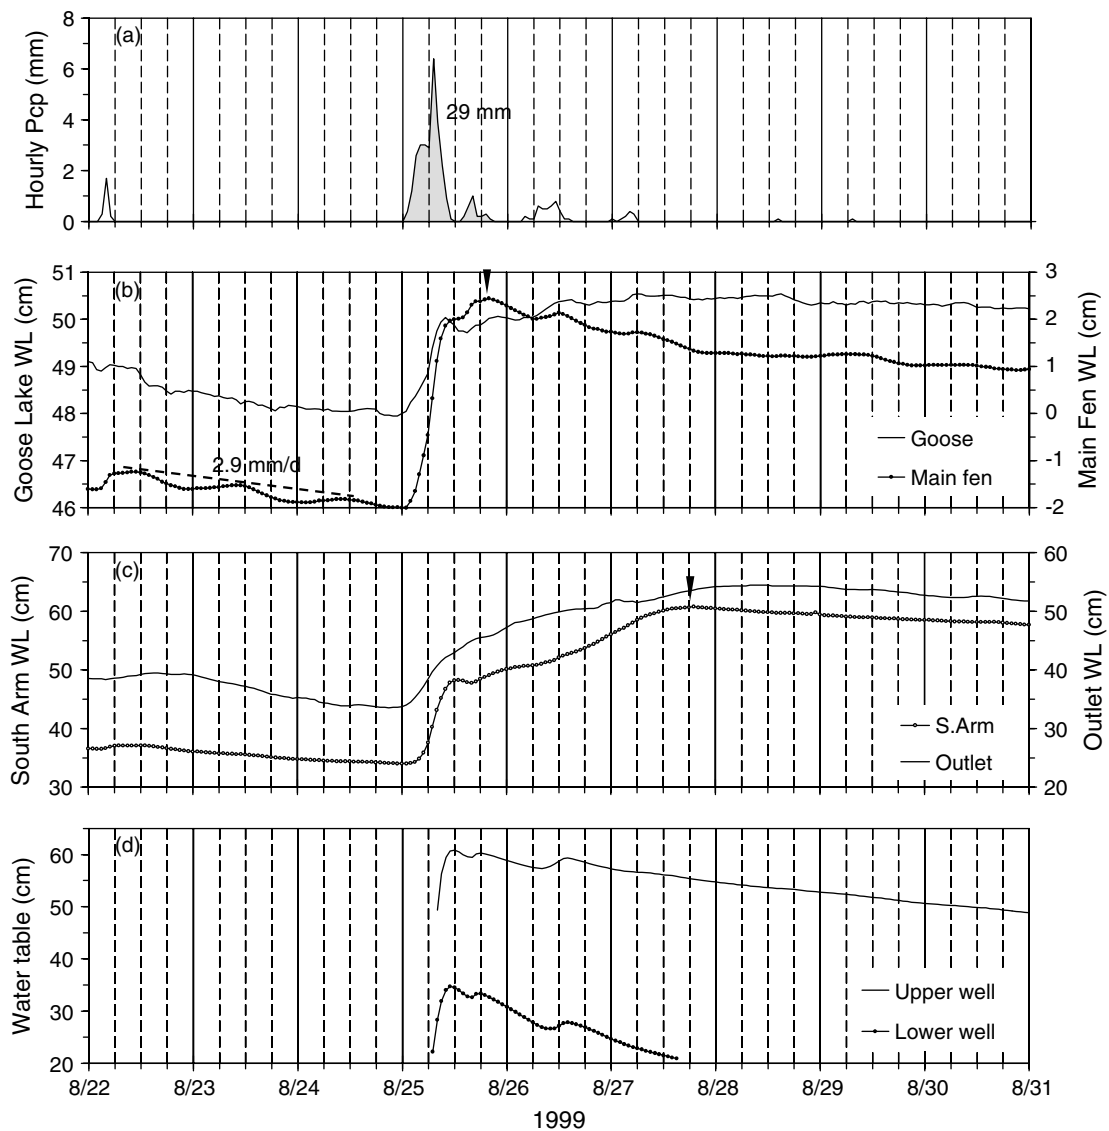 Hourly Pcp (mm)
8
6
4
2
0
(a)
29 mm
Goose Lake WL (cm)
51
50
49
48
47
46
(b)
2.9 mm/d
Goose
Main fen
3
2
1
0
-1
-2
Main Fen WL (cm)
South Arm WL (cm)
70
60
50
40
30
(c)
S.Arm
Outlet
60
50
40
30
20
Outlet WL (cm)
Water table (cm)
60
50
40
30
20
(d)
Upper well
Lower well
8/22 8/23 8/24 8/25 8/26 8/27 8/28 8/29 8/30 8/31
1999